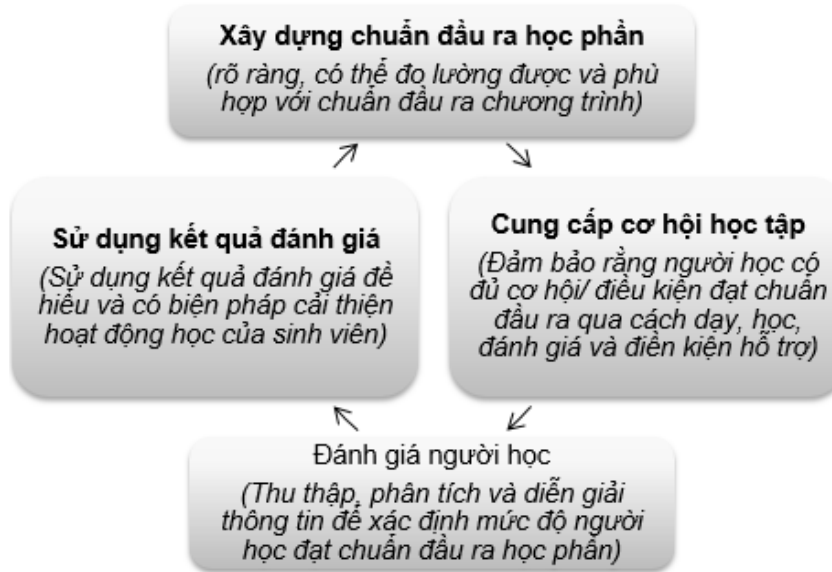 Xây dựng chuẩn đầu ra học phần
(rõ ràng, có thể đo lường được và phù
hợp với chuẩn đầu ra chương trình)
Sử dụng kết quả đánh giá
(Sử dụng kết quả đánh giá đề
hiều và có biện pháp cải thiện
hoạt động học của sinh viên)
Cung cấp cơ hội học tập
(Đảm bảo rằng người học có
đủ cơ hội/ điều kiện đạt chuẩn
đầu ra qua cách dạy, học,
đánh giá và điền kiện hỗ trợ)
Đánh giá người học
(Thu thập, phân tích và diễn giải
thông tin để xác định mức độ người
học đạt chuẩn đầu ra học phần)